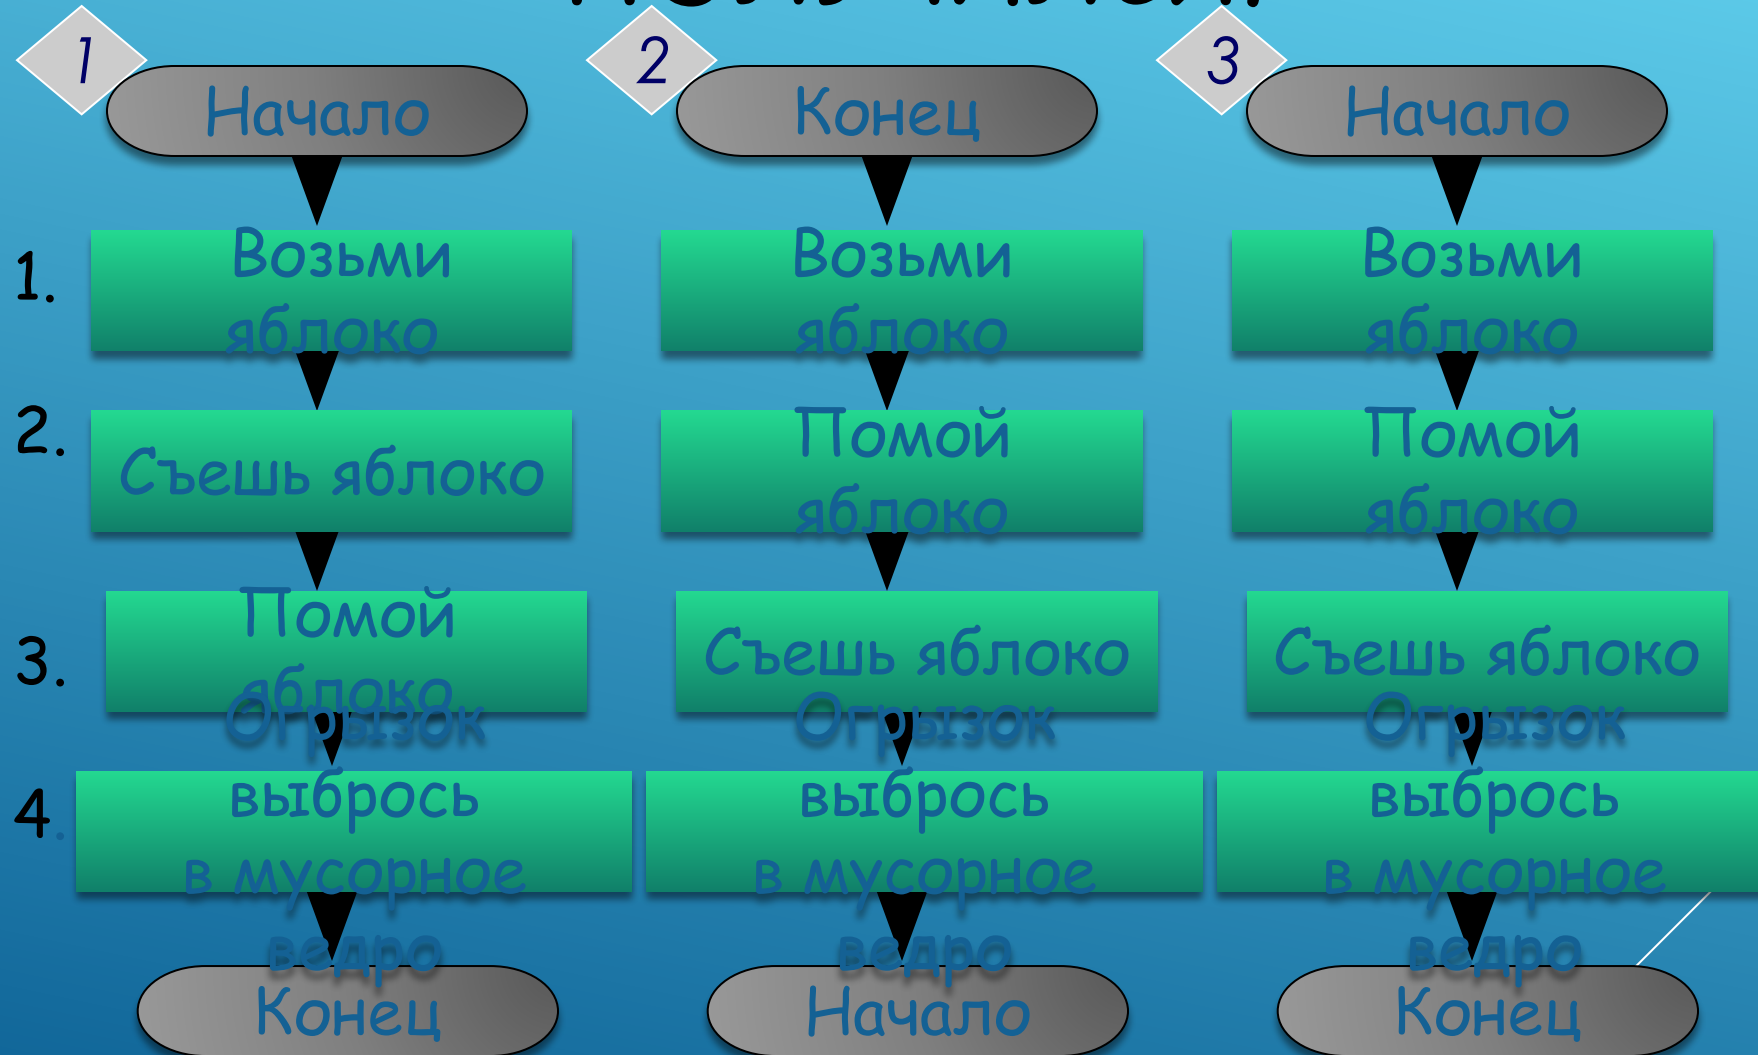 1
Начало
2
Конец
3
Начало
1.
Возьми
яблоко
Возьми
яблоко
Возьми
яблоко
2.
Съешь яблоко
Помой
яблоко
Помой
яблоко
3.
Помой
яблоко
Съешь яблоко
Съешь яблоко
4.
Огрызок
выбрось
в мусорное
ведро
Огрызок
выбрось
в мусорное
ведро
Огрызок
выбрось
в мусорное
ведро
Конец
Начало
Конец